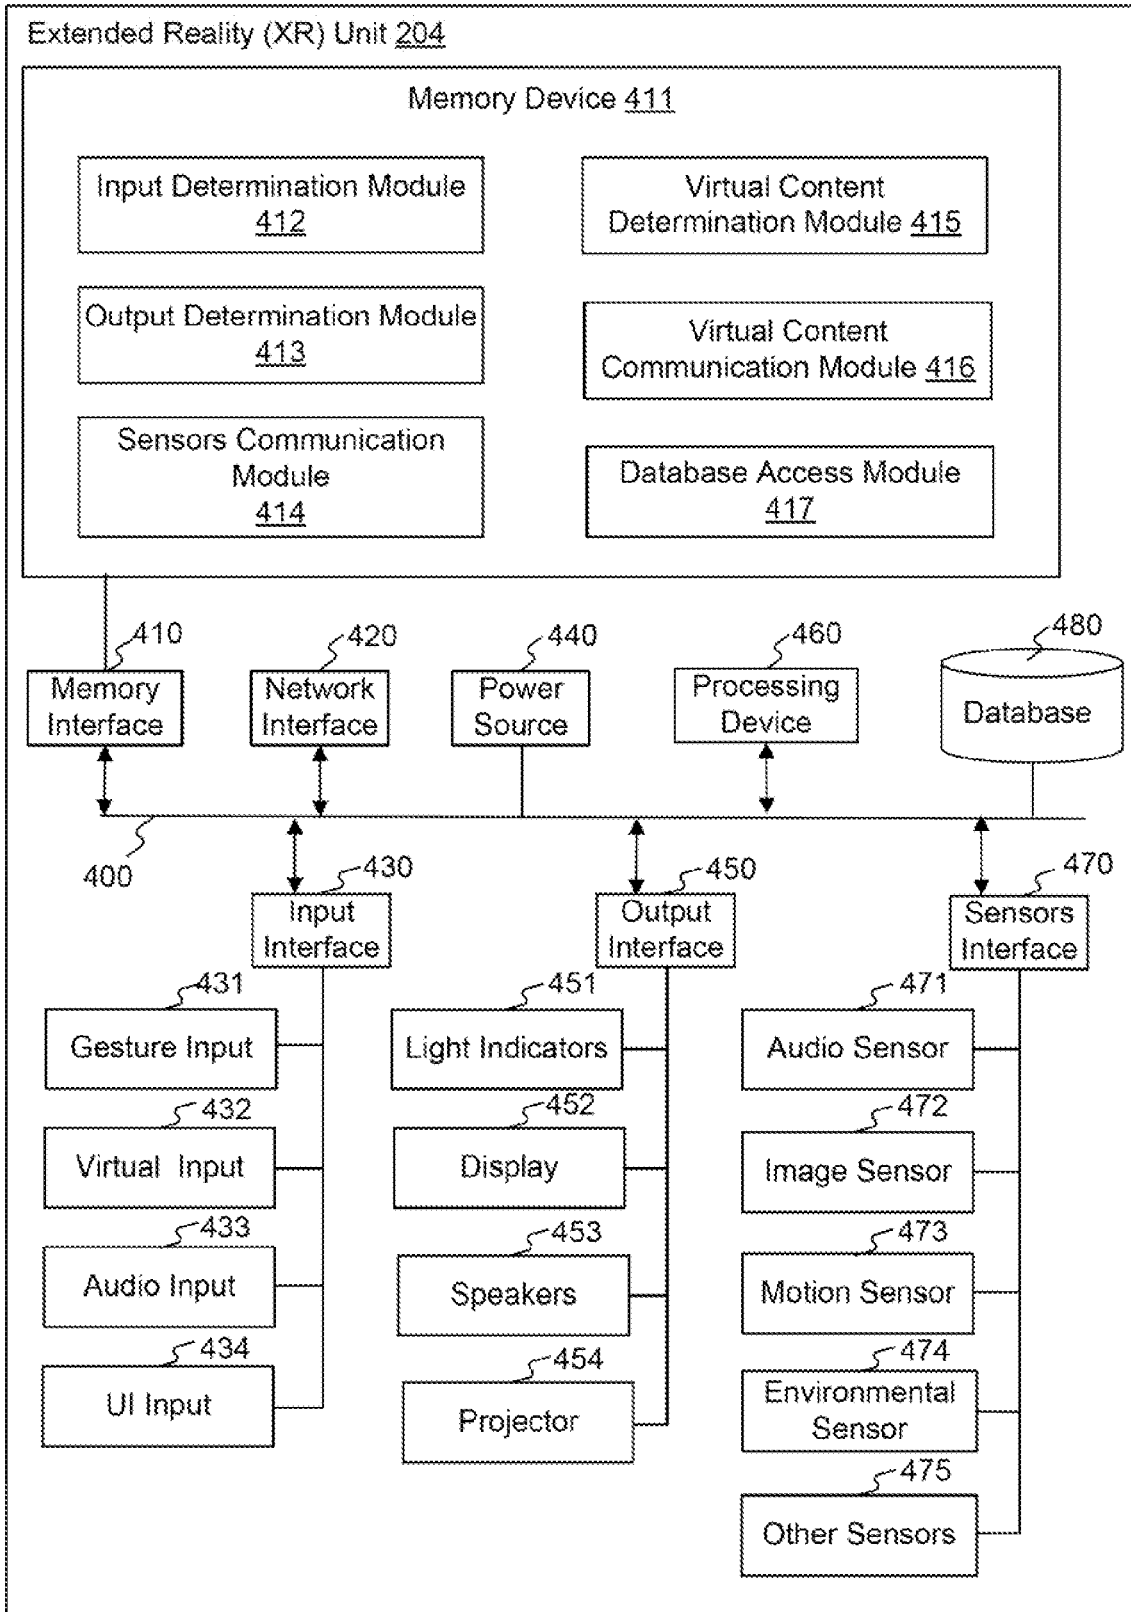 Extended Reality (XR) Unit 204
Memory Device 411
Input Determination Module
412
Virtual Content
Determination Module 415
Output Determination Module
413
Virtual Content
Communication Module 416
Sensors Communication
Module
414
Database Access Module
417
410
420
440
460
480
Memory
Interface
Network
Interface
Power
Source
Processing
Device
Database
400
430
450
470
Input
Interface
Output
Interface
Sensors
Interface
431
Gesture Input
432
Virtual Input
433
Audio Input
434
UI Input
451
Light Indicators
452
Display
453
Speakers
454
Projector
471
Audio Sensor
472
Image Sensor
473
Motion Sensor
474
Environmental
Sensor
475
Other Sensors